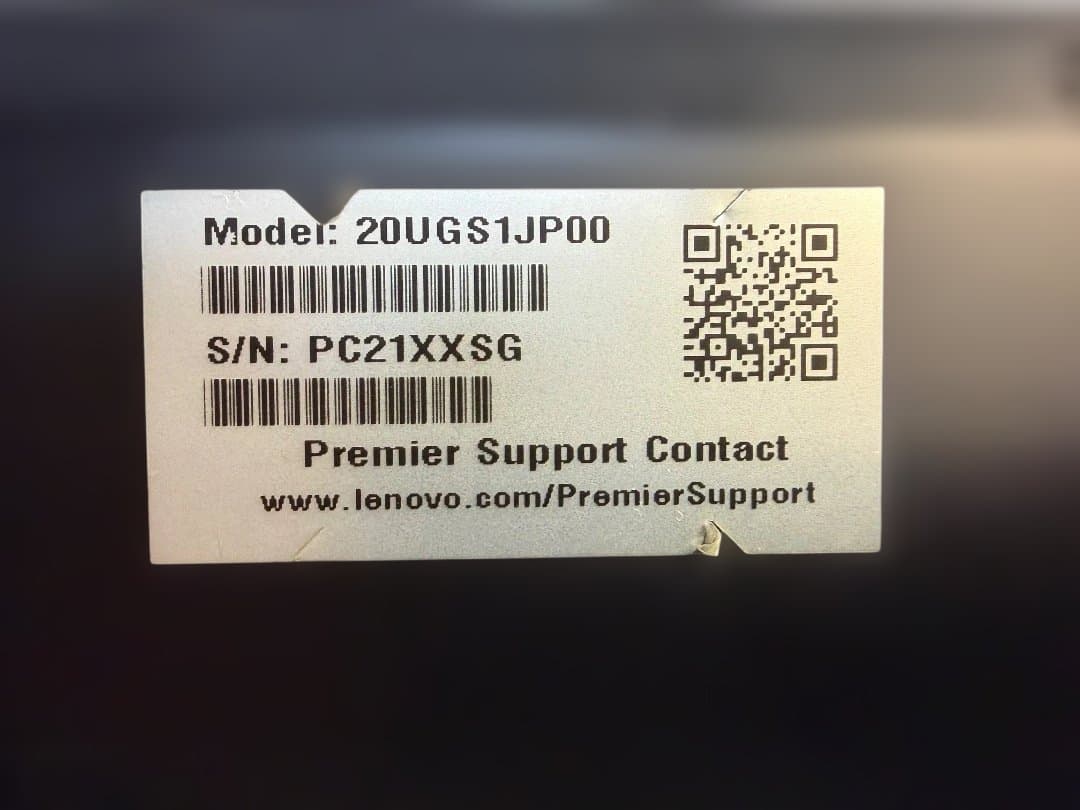 Model: 20UGS1JP00
S/N: PC21XXSG
Premier Support Contact
www.lenovo.com/PremierSupport